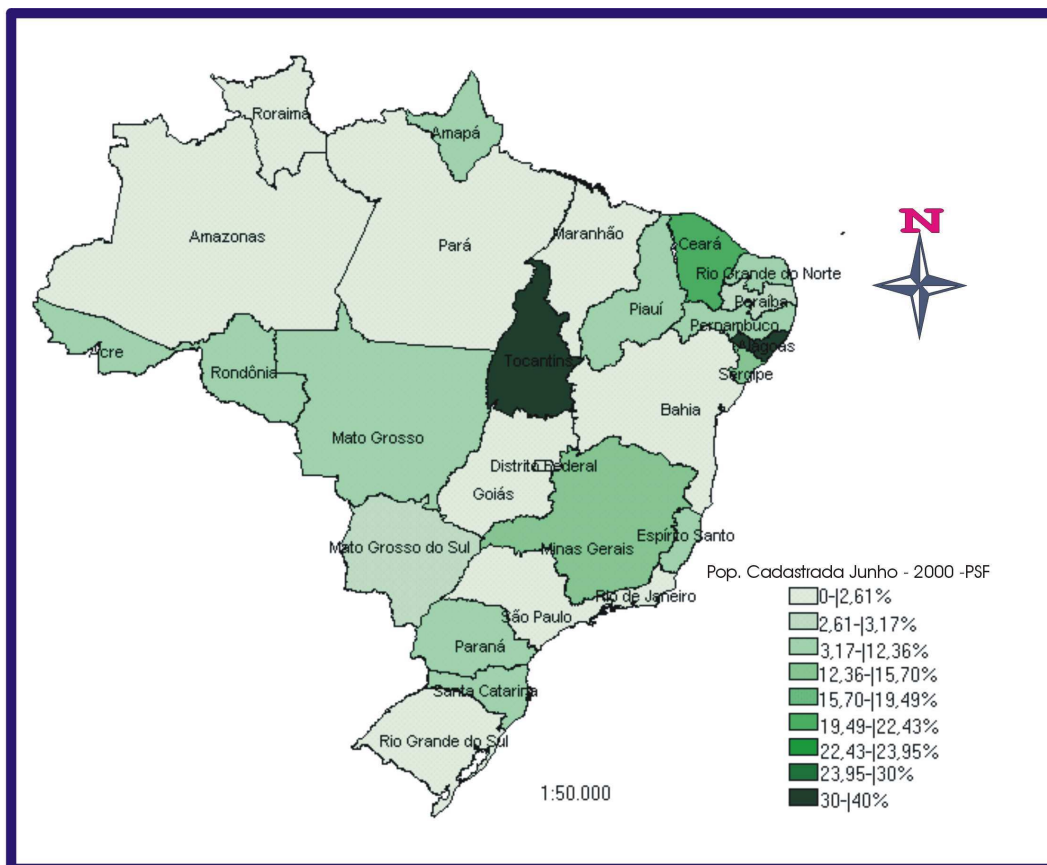 Roraima
Amapá
N
Amazonas
Pará
Maranhão
Ceará
Rio Grande do Norte
Paraiba
Piauí
Pernambuco
Alagoas
Acre
Rondônia
Tocantins
Sergipe
Bahia
Mato Grosso
Distrito Federal
Goiás
Mato Grosso do Sul
Minas Gerais
Espírito Santo
Pop. Cadastrada Junho - 2000 -PSF
Rio de Janeiro
São Paulo
Paraná
Santa Catarina
Rio Grande do Sul
0-|2,61%
2,61-|3,17%
3,17-|12,36%
12,36-|15,70%
15,70-|19,49%
19,49-|22,43%
22,43-|23,95%
23,95-|30%
30-|40%
1:50.000